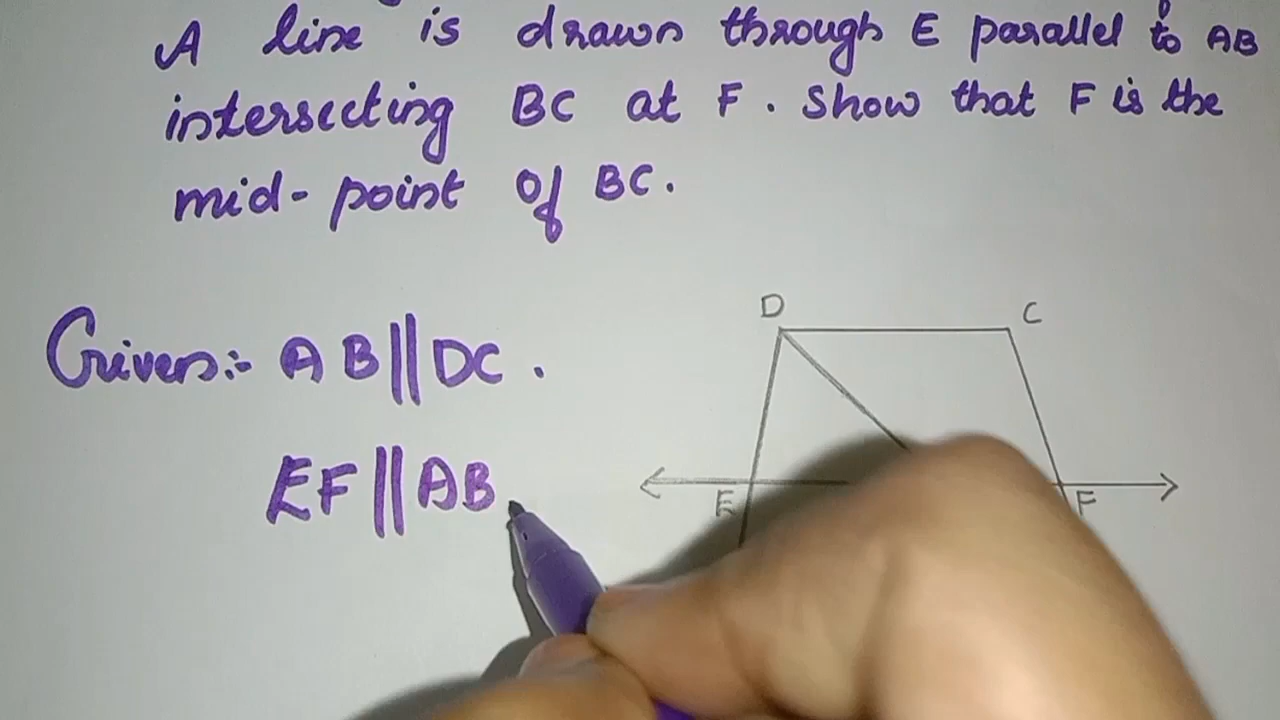 A line is drawn through E parallel to AB
intersecting BC at F. Show that F is the
mid-point of BC.
Given:- AB||DC.
EF||AB
D
C
E
F